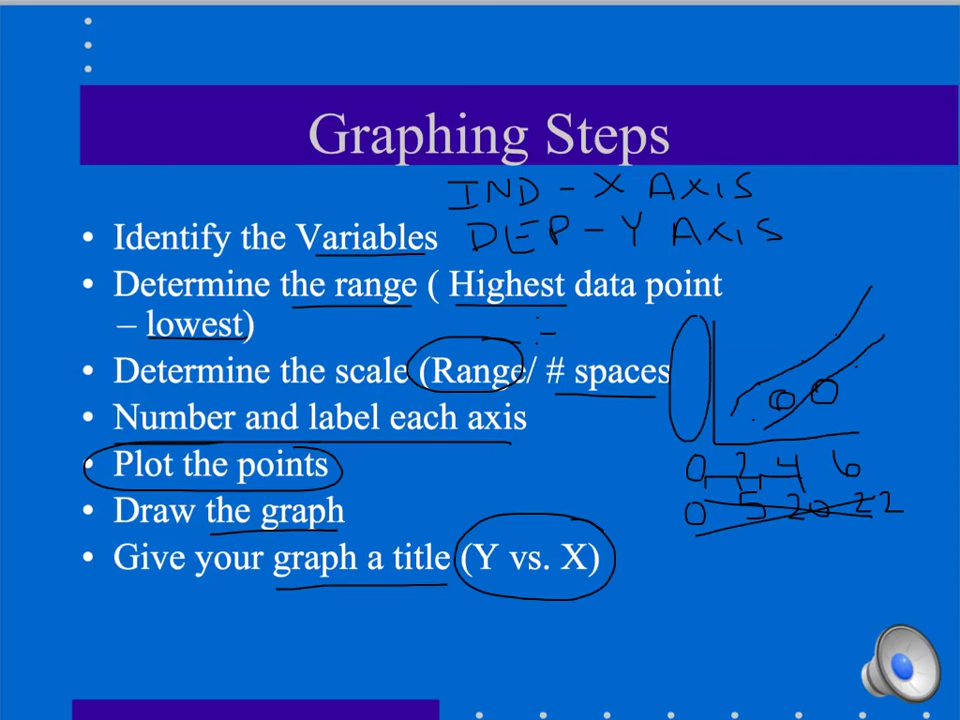 Graphing Steps
IND - X AXIS
• Identify the Variables
DEP - Y AXIS
• Determine the range ( Highest data point
– lowest)
• Determine the scale (Range/ # spaces
• Number and label each axis
• Plot the points
0 2 4 6
0 5 20 22
• Draw the graph
• Give your graph a title (Y vs. X)